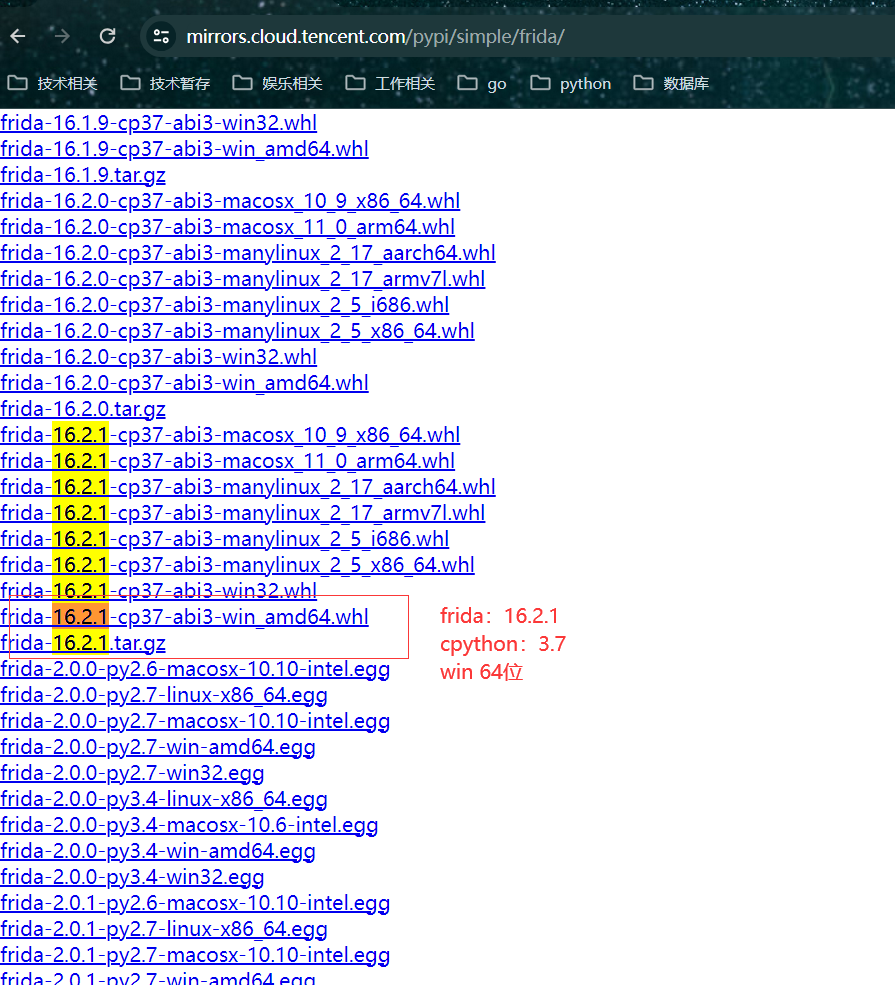 mirrors.cloud.tencent.com/pypi/simple/frida/
技术相关 技术暂存 娱乐相关 工作相关 go python 数据库
frida-16.1.9-cp37-abi3-win32.whl
frida-16.1.9-cp37-abi3-win_amd64.whl
frida-16.1.9.tar.gz
frida-16.2.0-cp37-abi3-macosx_10_9_x86_64.whl
frida-16.2.0-cp37-abi3-macosx_11_0_arm64.whl
frida-16.2.0-cp37-abi3-manylinux_2_17_aarch64.whl
frida-16.2.0-cp37-abi3-manylinux_2_17_armv7l.whl
frida-16.2.0-cp37-abi3-manylinux_2_5_i686.whl
frida-16.2.0-cp37-abi3-manylinux_2_5_x86_64.whl
frida-16.2.0-cp37-abi3-win32.whl
frida-16.2.0-cp37-abi3-win_amd64.whl
frida-16.2.0.tar.gz
frida-16.2.1-cp37-abi3-macosx_10_9_x86_64.whl
frida-16.2.1-cp37-abi3-macosx_11_0_arm64.whl
frida-16.2.1-cp37-abi3-manylinux_2_17_aarch64.whl
frida-16.2.1-cp37-abi3-manylinux_2_17_armv7l.whl
frida-16.2.1-cp37-abi3-manylinux_2_5_i686.whl
frida-16.2.1-cp37-abi3-manylinux_2_5_x86_64.whl
frida-16.2.1-cp37-abi3-win32.whl
frida-16.2.1-cp37-abi3-win_amd64.whl
frida-16.2.1.tar.gz
frida：16.2.1
cpython：3.7
win 64位
frida-2.0.0-py2.6-macosx-10.10-intel.egg
frida-2.0.0-py2.7-linux-x86_64.egg
frida-2.0.0-py2.7-macosx-10.10-intel.egg
frida-2.0.0-py2.7-win-amd64.egg
frida-2.0.0-py2.7-win32.egg
frida-2.0.0-py3.4-linux-x86_64.egg
frida-2.0.0-py3.4-macosx-10.6-intel.egg
frida-2.0.0-py3.4-win-amd64.egg
frida-2.0.0-py3.4-win32.egg
frida-2.0.1-py2.6-macosx-10.10-intel.egg
frida-2.0.1-py2.7-linux-x86_64.egg
frida-2.0.1-py2.7-macosx-10.10-intel.egg
frida-2.0.1-py2.7-win-amd64.egg